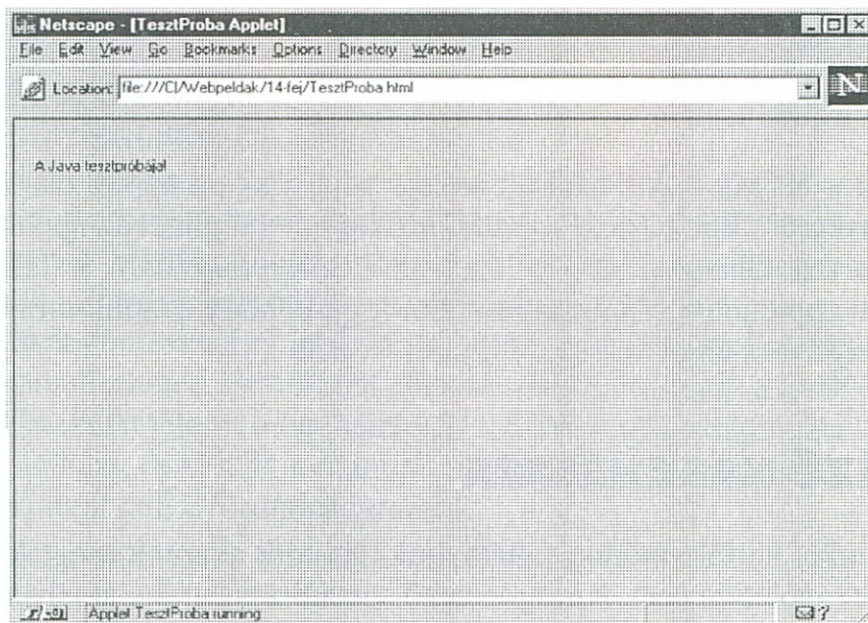 Netscape - [TesztProba Applet]
File Edit View Go Bookmarks Options Directory Window Help
Location: file:///C|/Webpeldak/14-fej/TesztProba.html
N
A Java tesztpróbája!
Applet TesztProba running